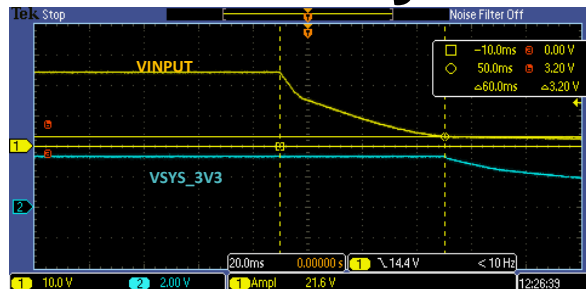 Tek Stop Noise Filter Off
-10.0ms 0.00 V
50.0ms 3.20 V
△60.0ms △3.20 V
VINPUT
1
VSYS_3V3
2
20.0ms 0.00000 s 1 14.4 V < 10 Hz
1 10.0 V 2 2.00 V 1 Ampl 21.6 V 12:26:39